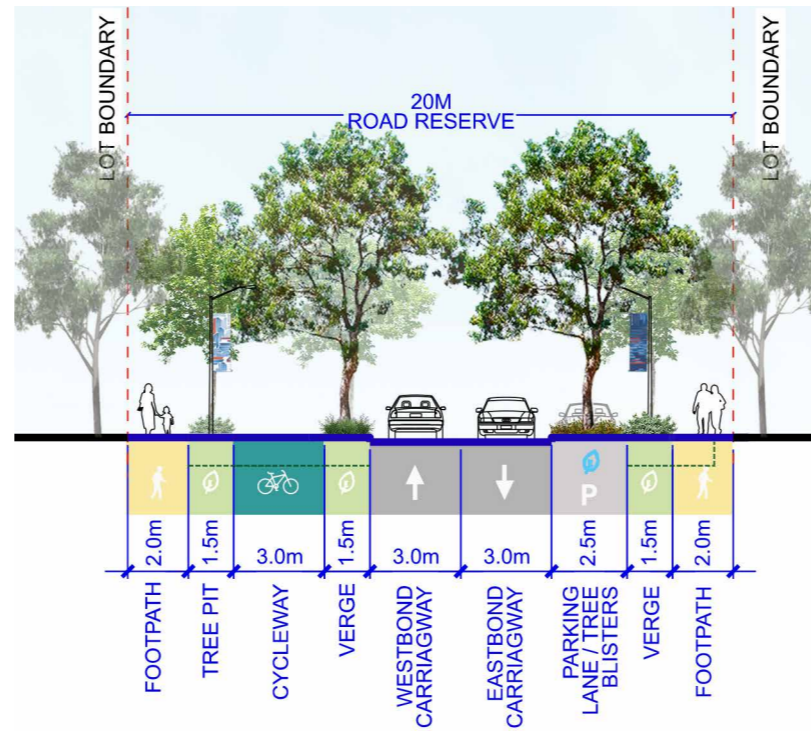 LOT BOUNDARY
LOT BOUNDARY
20M
ROAD RESERVE
P
2.0m
1.5m
3.0m
1.5m
3.0m
3.0m
2.5m
1.5m
2.0m
FOOTPATH
TREE PIT
CYCLEWAY
VERGE
WESTBOND
CARRIAGWAY
EASTBOND
CARRIAGWAY
PARKING
LANE / TREE
BLISTERS
VERGE
FOOTPATH